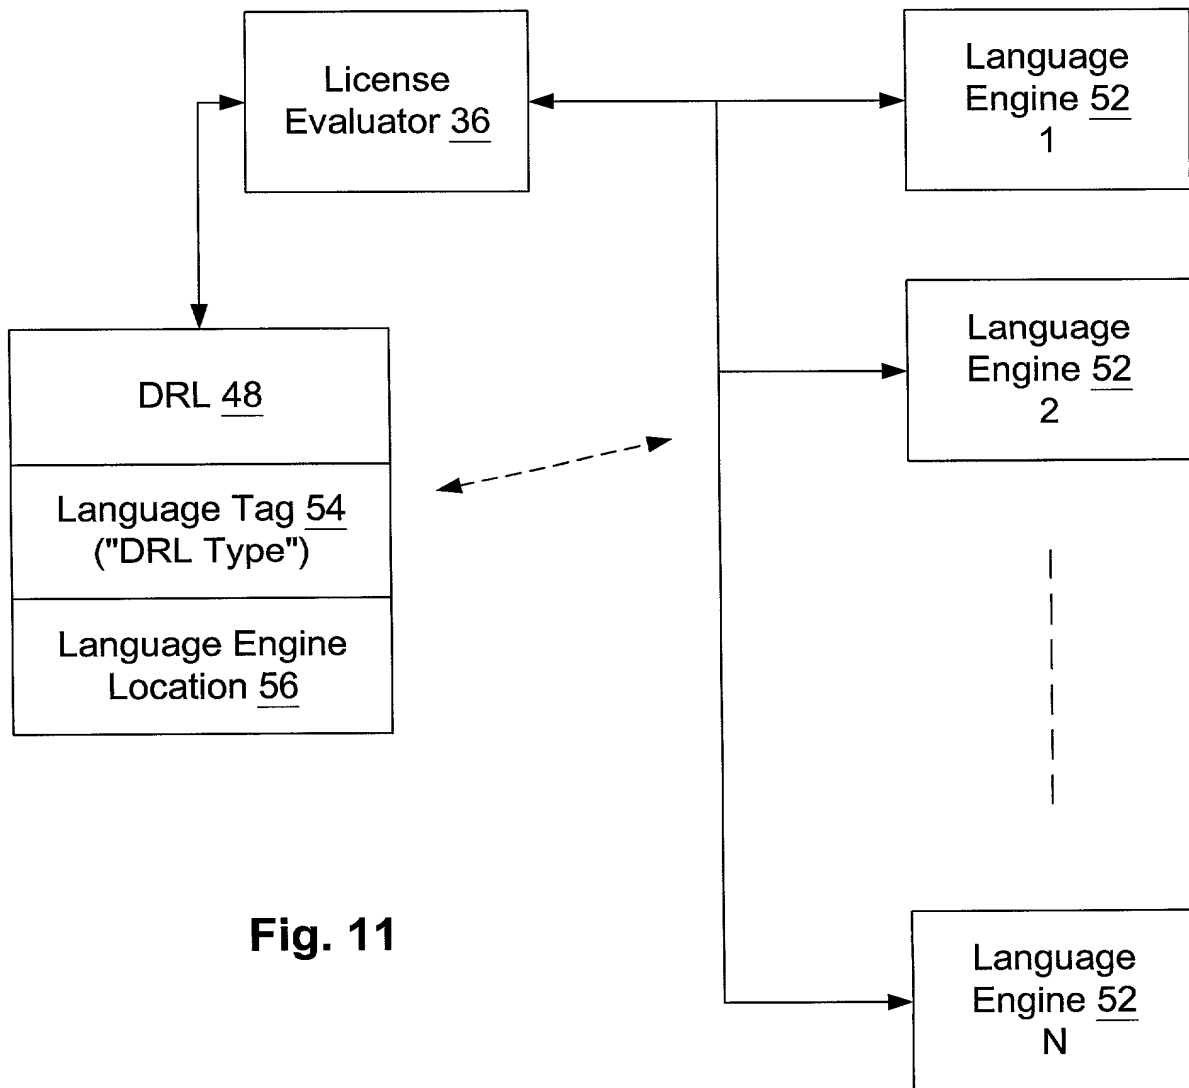 License
Evaluator 36
Language
Engine 52
1
Language
Engine 52
2
DRL 48
Language Tag 54
("DRL Type")
Language Engine
Location 56
Fig. 11
Language
Engine 52
N